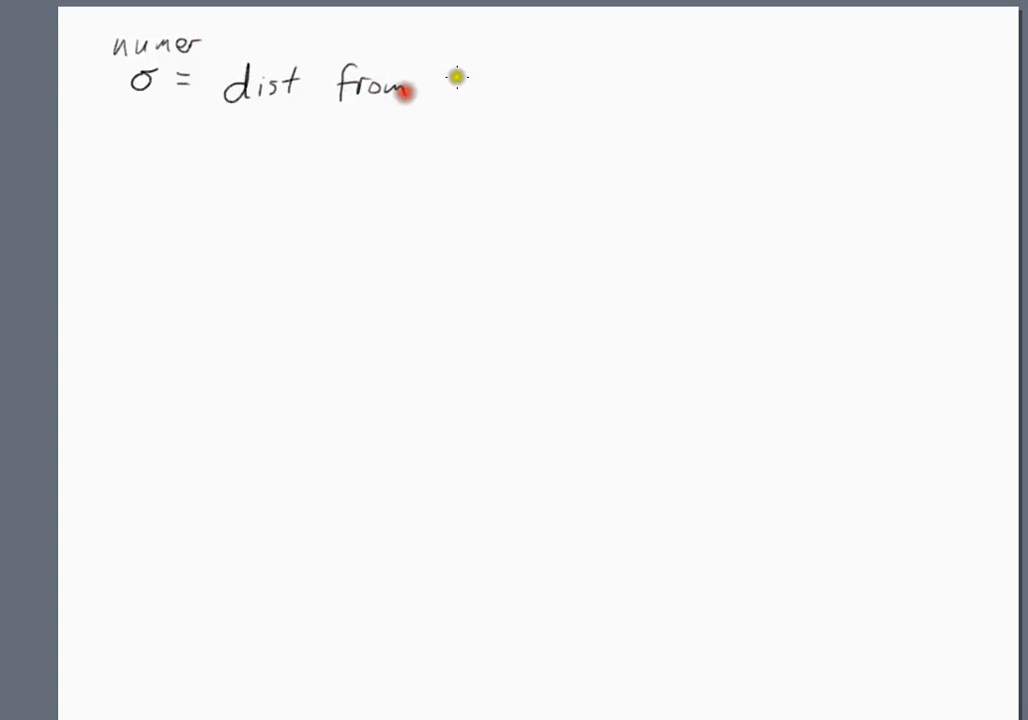 numer
σ = dist from